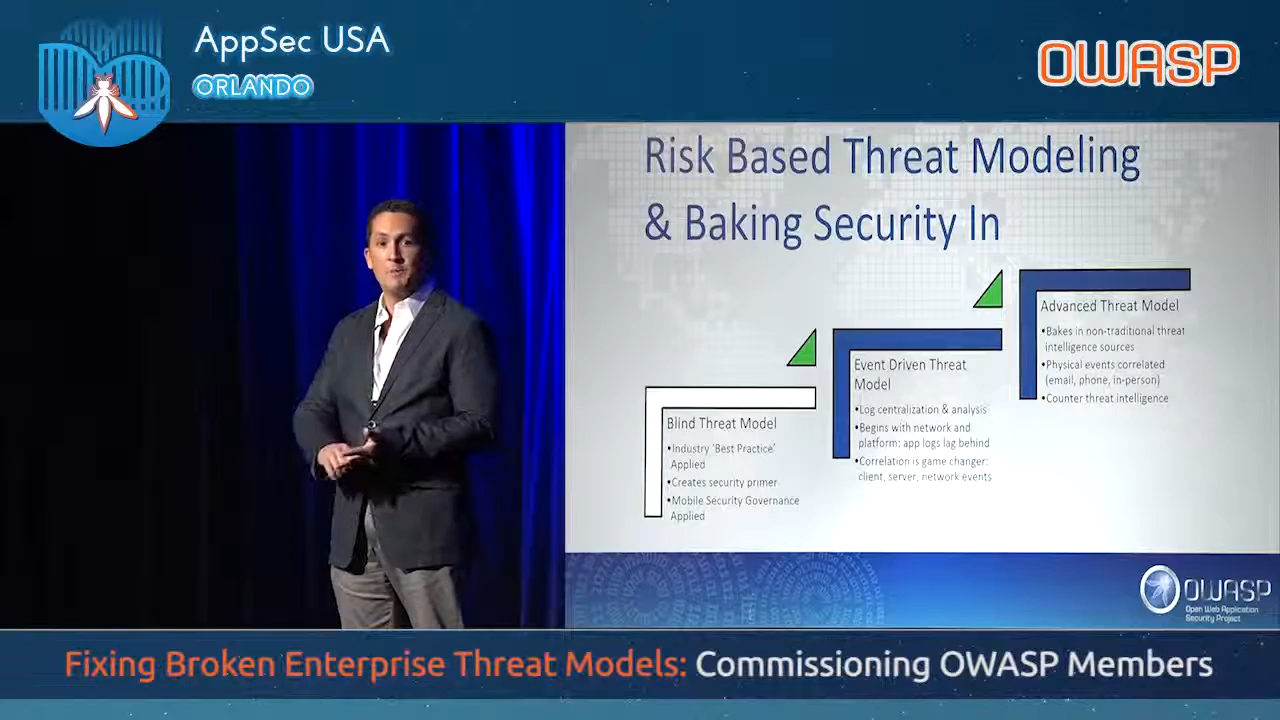 AppSec USA
ORLANDO
OWASP
Risk Based Threat Modeling
& Baking Security In
Blind Threat Model
•Industry ‘Best Practice’
Applied
•Creates security primer
•Mobile Security Governance
Applied
Event Driven Threat
Model
•Log centralization & analysis
•Begins with network and
platform; app logs lag behind
•Correlation is game changer:
client, server, network events
Advanced Threat Model
•Bakes in non-traditional threat
intelligence sources
•Physical events correlated
(email, phone, in-person)
•Counter threat intelligence
OWASP
Open Web Application
Security Project
Fixing Broken Enterprise Threat Models: Commissioning OWASP Members